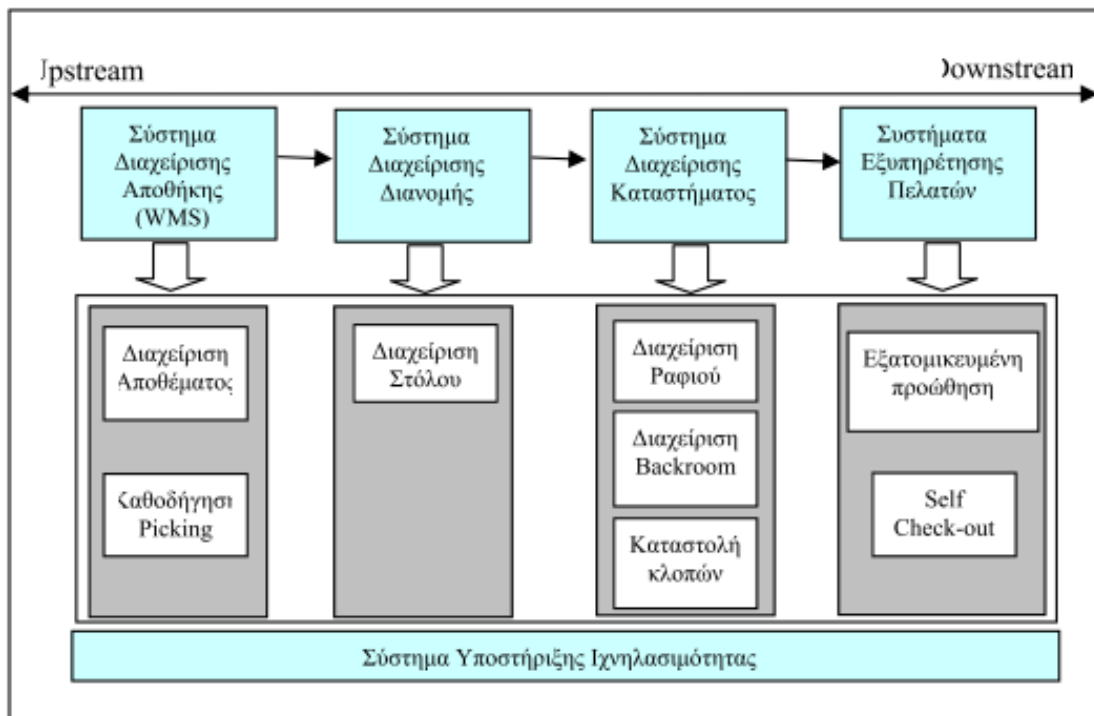 Upstream
Downstream
Σύστημα
Διαχείρισης
Αποθήκης
(WMS)
Σύστημα
Διαχείρισης
Διανομής
Σύστημα
Διαχείρισης
Καταστήματος
Συστήματα
Εξυπηρέτησης
Πελατών
Διαχείριση
Αποθέματος
Καθοδήγηση
Picking
Διαχείριση
Στόλου
Διαχείριση
Ραφιού
Διαχείριση
Backroom
Καταστολή
κλοπών
Εξατομικευμένη
προώθηση
Self
Check-out
Σύστημα Υποστήριξης Ιχνηλασιμότητας